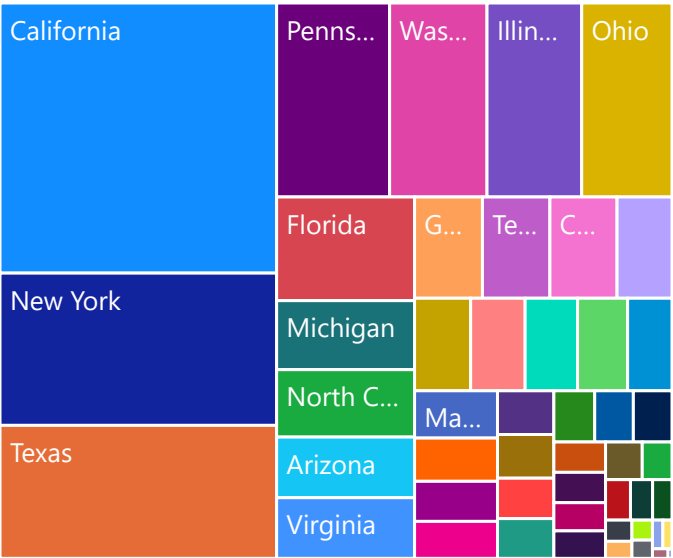 California
New York
Texas
Penns...
Was...
Illin...
Ohio
Florida
Michigan
North C...
Arizona
Virginia
G...
Te...
C...
Ma...